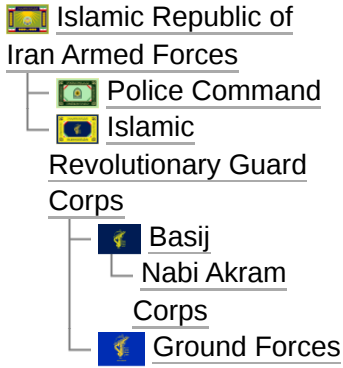 Islamic Republic of
Iran Armed Forces
Police Command
Islamic
Revolutionary Guard
Corps
Basij
Nabi Akram
Corps
Ground Forces